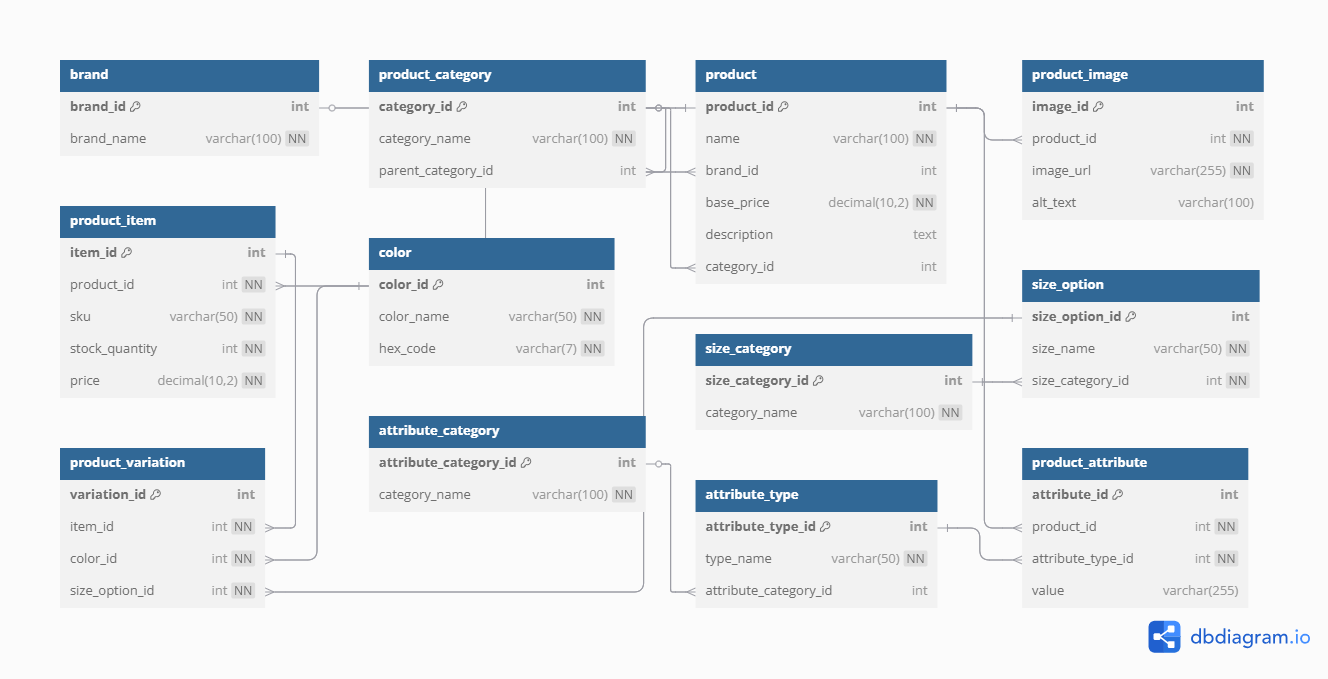 brand
brand_id int
brand_name varchar(100) NN
product_category
category_id int
category_name varchar(100) NN
parent_category_id int
product
product_id int
name varchar(100) NN
brand_id int
base_price decimal(10,2) NN
description text
category_id int
product_image
image_id int
product_id int NN
image_url varchar(255) NN
alt_text varchar(100)
product_item
item_id int
product_id int NN
sku varchar(50) NN
stock_quantity int NN
price decimal(10,2) NN
color
color_id int
color_name varchar(50) NN
hex_code varchar(7) NN
size_category
size_category_id int
category_name varchar(100) NN
size_option
size_option_id int
size_name varchar(50) NN
size_category_id int NN
product_variation
variation_id int
item_id int NN
color_id int NN
size_option_id int NN
attribute_category
attribute_category_id int
category_name varchar(100) NN
attribute_type
attribute_type_id int
type_name varchar(50) NN
attribute_category_id int
product_attribute
attribute_id int
product_id int NN
attribute_type_id int NN
value varchar(255)
dbdiagram.io